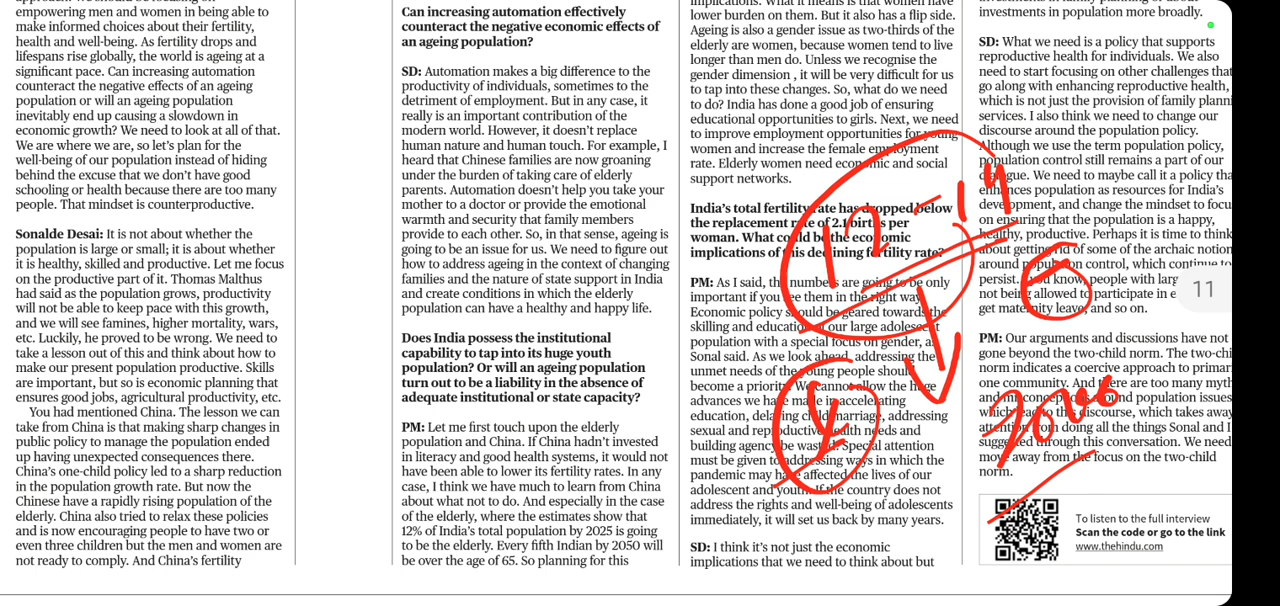 approach. We should be focusing on
empowering men and women in being able to
make informed choices about their fertility,
health and well-being. As fertility drops and
lifespans rise globally, the world is ageing at a
significant pace. Can increasing automation
counteract the negative effects of an ageing
population or will an ageing population
inevitably end up causing a slowdown in
economic growth? We need to look at all of that.
We are where we are, so let's plan for the
well-being of our population instead of hiding
behind the excuse that we don't have good
schooling or health because there are too many
people. That mindset is counterproductive.
Sonalde Desai: It is not about whether the
population is large or small; it is about whether
it is healthy, skilled and productive. Let me focus
on the productive part of it. Thomas Malthus
had said as the population grows, productivity
will not be able to keep pace with this growth,
and we will see famines, higher mortality, wars,
etc. Luckily, he proved to be wrong. We need to
take a lesson out of this and think about how to
make our present population productive. Skills
are important, but so is economic planning that
ensures good jobs, agricultural productivity, etc.
You had mentioned China. The lesson we can
take from China is that making sharp changes in
public policy to manage the population ended
up having unexpected consequences there.
China's one-child policy led to a sharp reduction
in the population growth rate. But now the
Chinese have a rapidly rising population of the
elderly. China also tried to relax these policies
and is now encouraging people to have two or
even three children but the men and women are
not ready to comply. And China's fertility
Can increasing automation effectively
counteract the negative economic effects of
an ageing population?
SD: Automation makes a big difference to the
productivity of individuals, sometimes to the
detriment of employment. But in any case, it
really is an important contribution of the
modern world. However, it doesn't replace
human nature and human touch. For example, I
heard that Chinese families are now groaning
under the burden of taking care of elderly
parents. Automation doesn't help you take your
mother to a doctor or provide the emotional
warmth and security that family members
provide to each other. So, in that sense, ageing is
going to be an issue for us. We need to figure out
how to address ageing in the context of changing
families and the nature of state support in India
and create conditions in which the elderly
population can have a healthy and happy life.
Does India possess the institutional
capability to tap into its huge youth
population? Or will an ageing population
turn out to be a liability in the absence of
adequate institutional or state capacity?
PM: Let me first touch upon the elderly
population and China. If China hadn't invested
in literacy and good health systems, it would not
have been able to lower its fertility rates. In any
case, I think we have much to learn from China
about what not to do. And especially in the case
of the elderly, where the estimates show that
12% of India's total population by 2025 is going
to be the elderly. Every fifth Indian by 2050 will
be over the age of 65. So planning for this
implications. What it means is that women have
lower burden on them. But it also has a flip side.
Ageing is also a gender issue as two-thirds of the
elderly are women, because women tend to live
longer than men do. Unless we recognise the
gender dimension , it will be very difficult for us
to tap into these changes. So, what do we need
to do? India has done a good job of ensuring
educational opportunities to girls. Next, we need
to improve employment opportunities for young
women and increase the female employment
rate. Elderly women need economic and social
support networks.
India's total fertility rate has dropped below
the replacement rate of 2.1 births per
woman. What could be the economic
implications of this declining fertility rate?
PM: As I said, the numbers are going to be only
important if you see them in the right way.
Economic policy should be geared towards the
skilling and education of our large adolescent
population with a special focus on gender, as
Sonal said. As we look ahead, addressing the
unmet needs of the young people should
become a priority. We cannot allow the huge
advances we have made in accelerating
education, delaying child marriage, addressing
sexual and reproductive health needs and
building agency be wasted. Special attention
must be given to addressing ways in which the
pandemic may have affected the lives of our
adolescent and youth. If the country does not
address the rights and well-being of adolescents
immediately, it will set us back by many years.
SD: I think it's not just the economic
implications that we need to think about but
investments in population more broadly.
SD: What we need is a policy that supports
reproductive health for individuals. We also
need to start focusing on other challenges that
go along with enhancing reproductive health,
which is not just the provision of family planni
services. I also think we need to change our
discourse around the population policy.
Although we use the term population policy,
population control still remains a part of our
dialogue. We need to maybe call it a policy tha
enhances population as resources for India's
development, and change the mindset to focu
on ensuring that the population is a happy,
healthy, productive. Perhaps it is time to think
about getting rid of some of the archaic notion
around population control, which continue to
persist. You know, people with larg
not being allowed to participate in e
get maternity leave, and so on.
PM: Our arguments and discussions have not
gone beyond the two-child norm. The two-chi
norm indicates a coercive approach to primar
one community. And there are too many myth
and misconceptions around population issues
which lead to this discourse, which takes away
attention from doing all the things Sonal and I
suggested through this conversation. We need
move away from the focus on the two-child
norm.
To listen to the full interview
Scan the code or go to the link
www.thehindu.com
11
12 - 14
6
2046